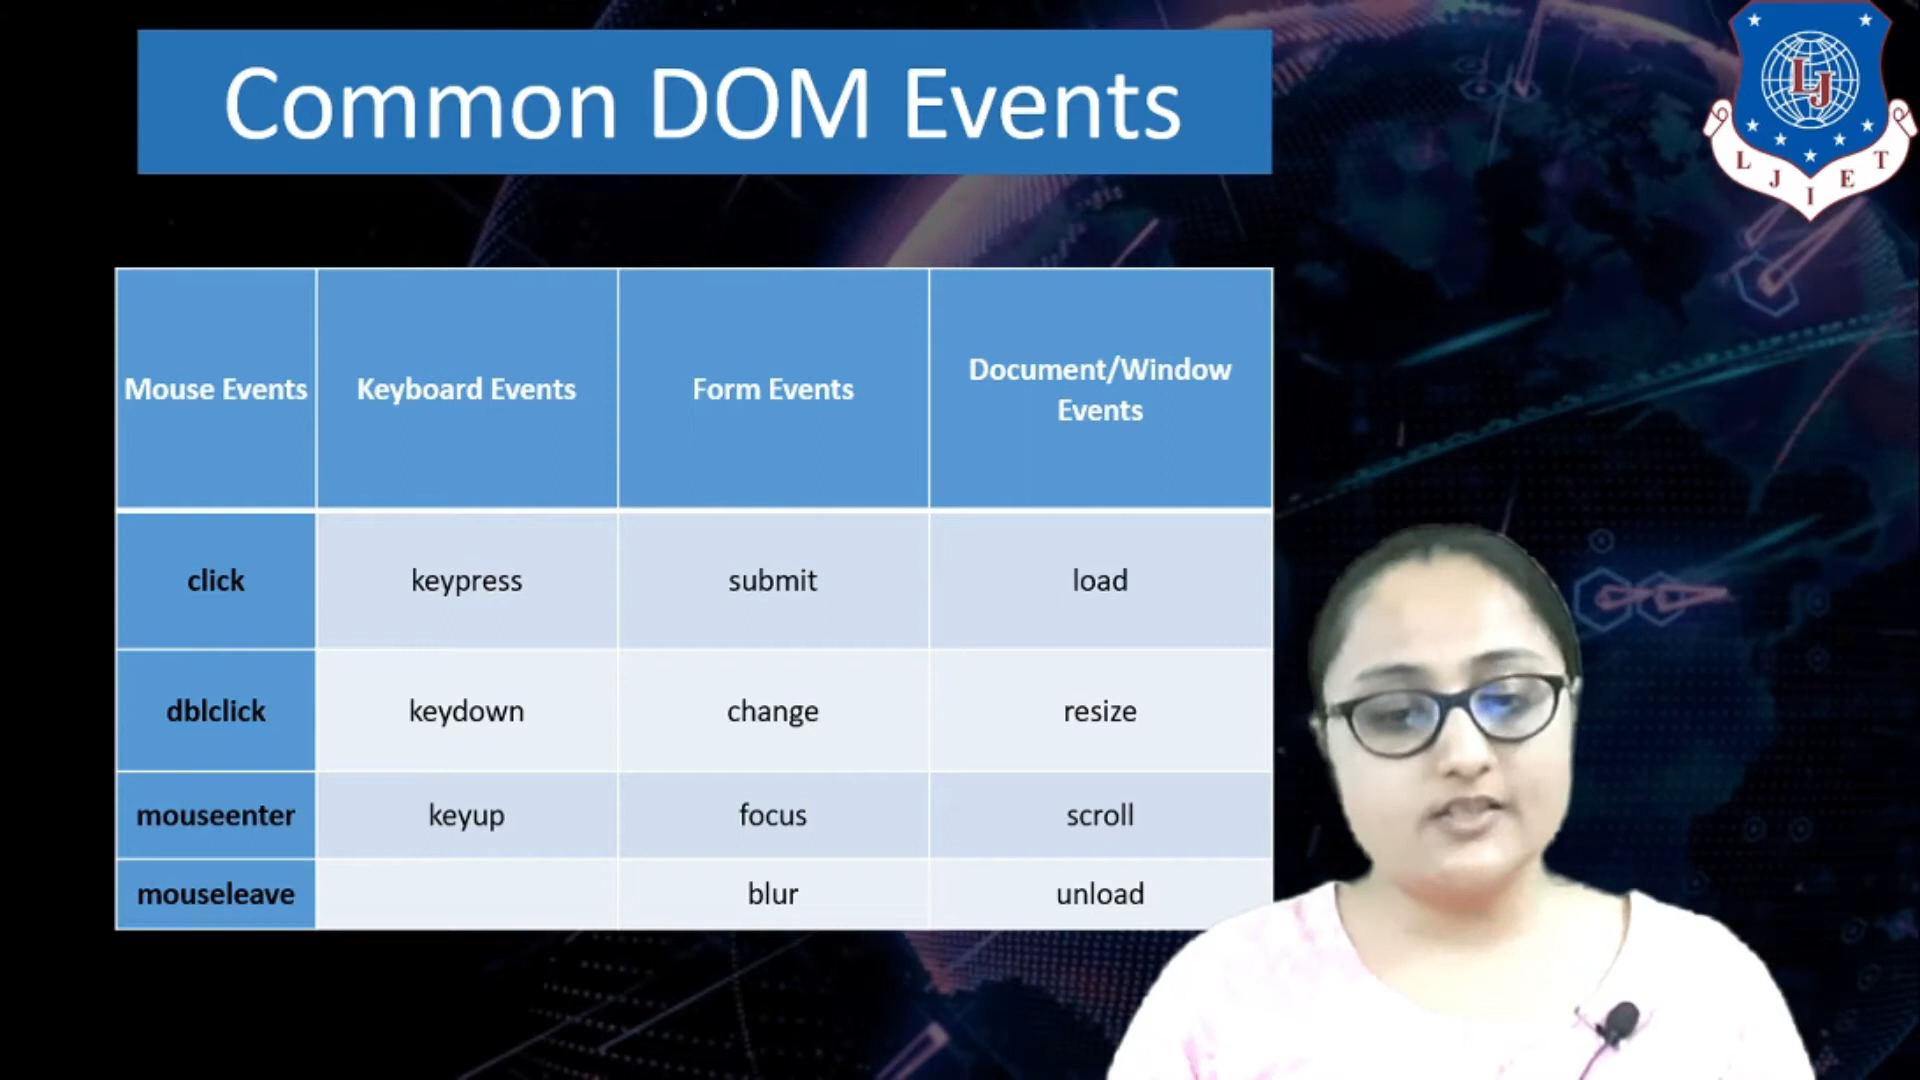 Common DOM Events
LJ
L J I E T
Mouse Events Keyboard Events Form Events Document/Window Events
click keypress submit load
dblclick keydown change resize
mouseenter keyup focus scroll
mouseleave blur unload